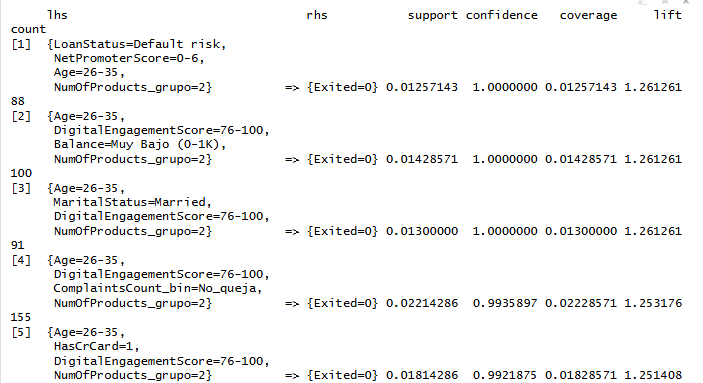 lhs rhs support confidence coverage lift
count
[1] {LoanStatus=Default risk,
NetPromoterScore=0-6,
Age=26-35,
NumOfProducts_grupo=2} => {Exited=0} 0.01257143 1.0000000 0.01257143 1.261261
88
[2] {Age=26-35,
DigitalEngagementScore=76-100,
Balance=Muy Bajo (0-1K),
NumOfProducts_grupo=2} => {Exited=0} 0.01428571 1.0000000 0.01428571 1.261261
100
[3] {Age=26-35,
MaritalStatus=Married,
DigitalEngagementScore=76-100,
NumOfProducts_grupo=2} => {Exited=0} 0.01300000 1.0000000 0.01300000 1.261261
91
[4] {Age=26-35,
DigitalEngagementScore=76-100,
ComplaintsCount_bin=No_queja,
NumOfProducts_grupo=2} => {Exited=0} 0.02214286 0.9935897 0.02228571 1.253176
155
[5] {Age=26-35,
HasCrCard=1,
DigitalEngagementScore=76-100,
NumOfProducts_grupo=2} => {Exited=0} 0.01814286 0.9921875 0.01828571 1.251408